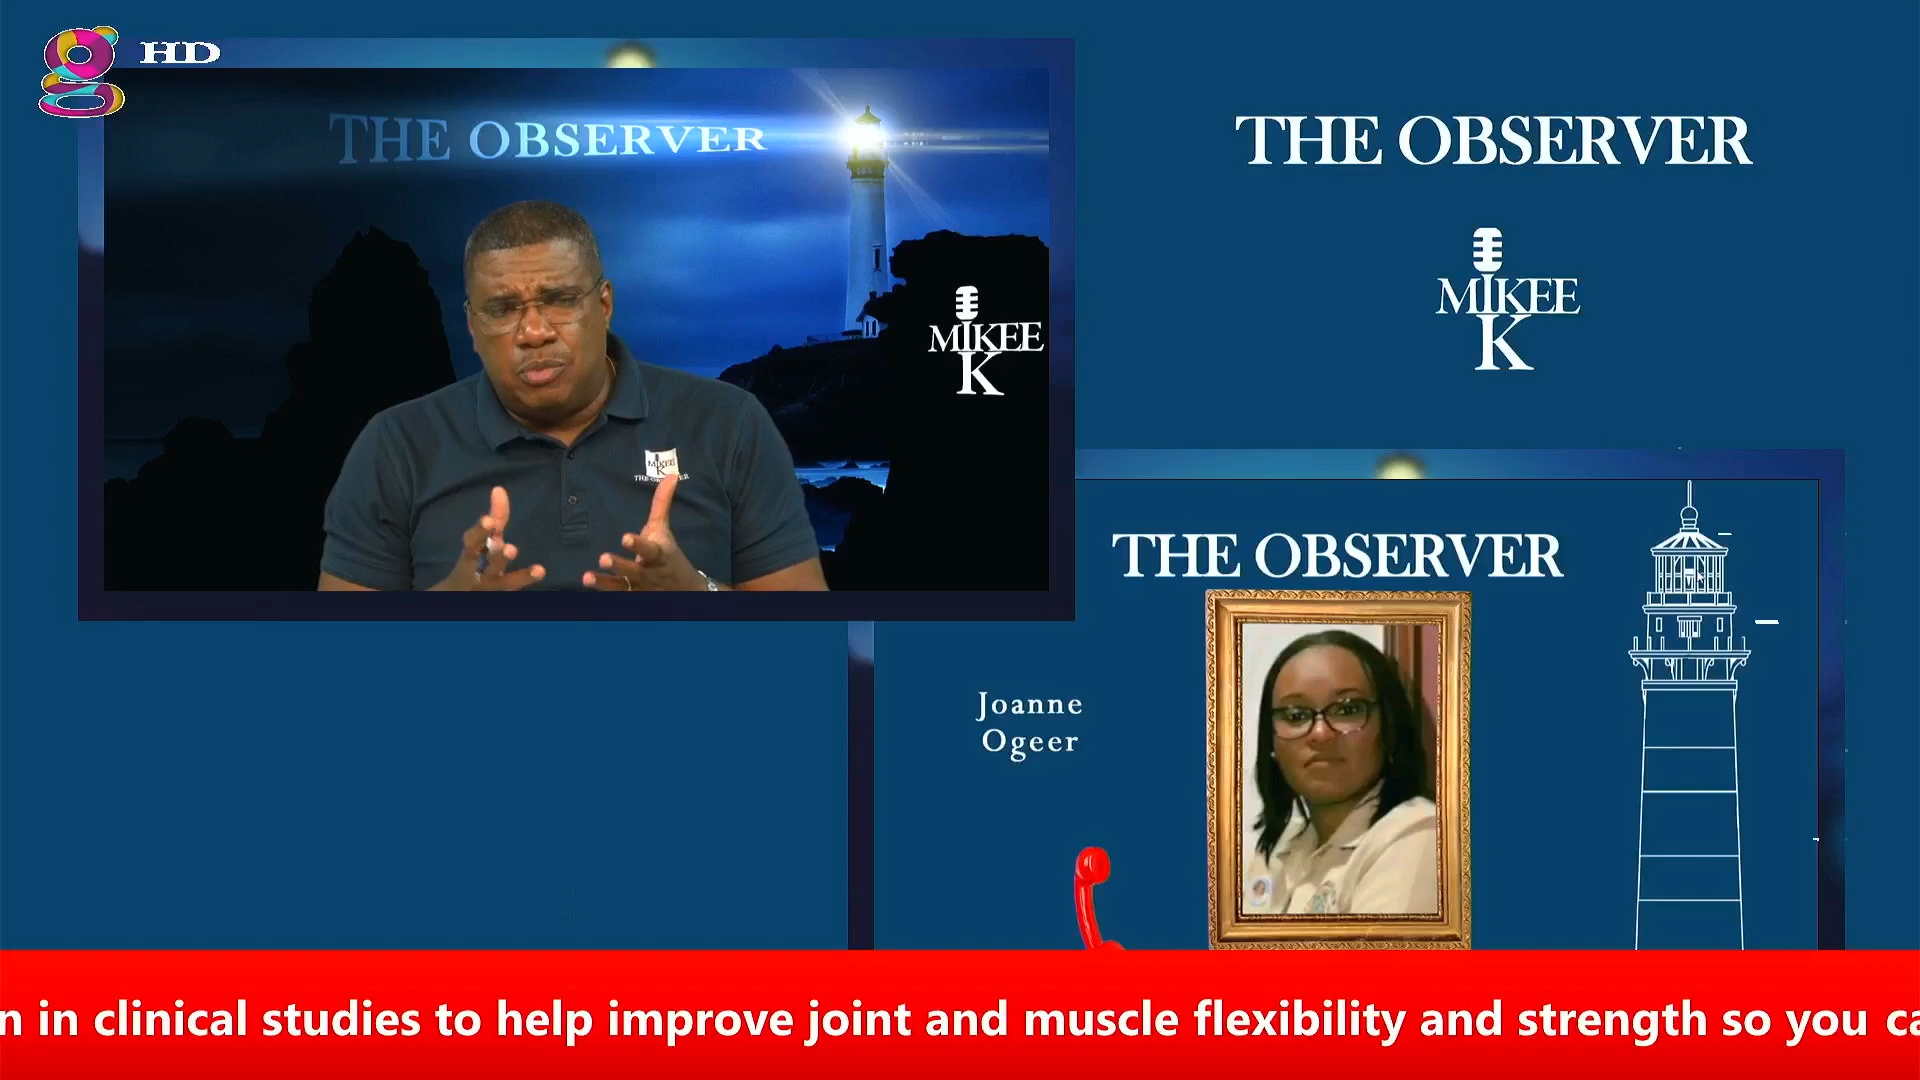 g HD
THE OBSERVER
MIKEE
K
MIKEE
K
THE OBSERVER
MIKEE
K
THE OBSERVER
Joanne
Ogeer
n in clinical studies to help improve joint and muscle flexibility and strength so you ca